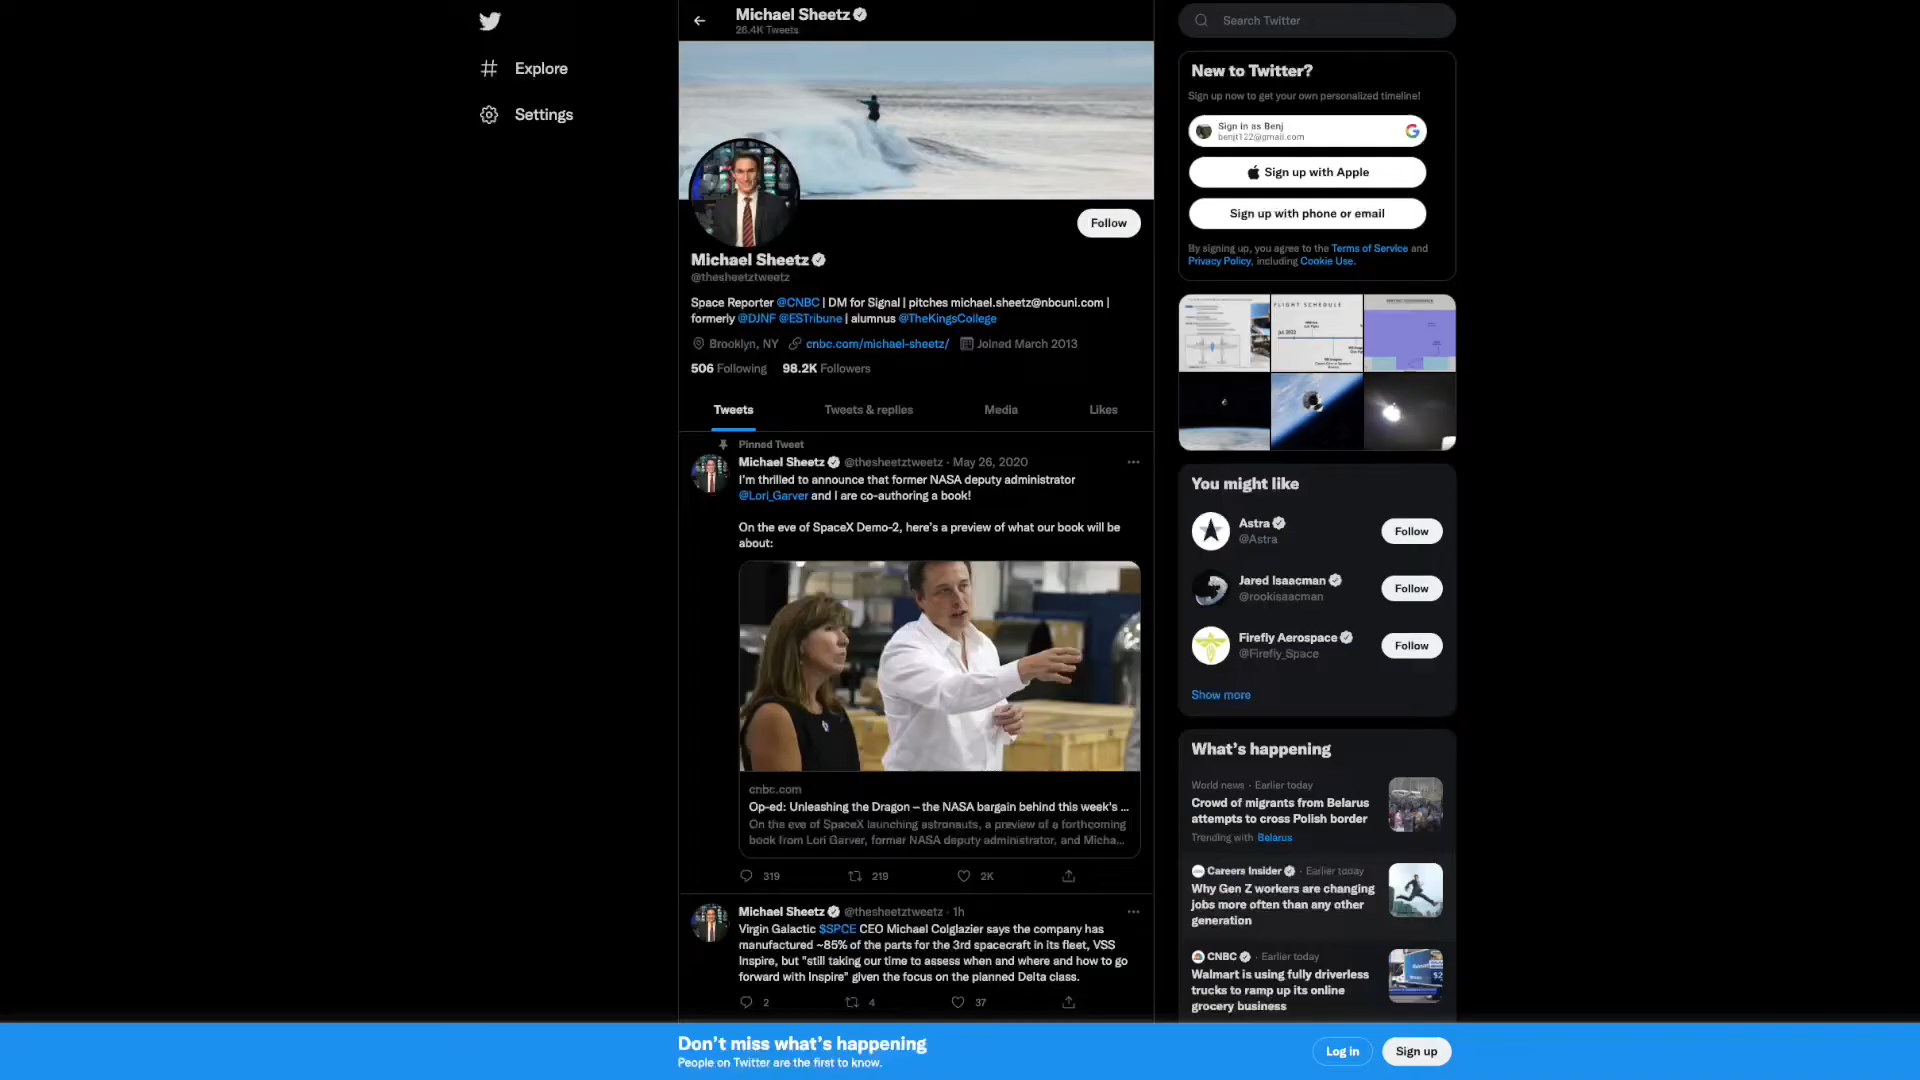 Explore
Settings
Michael Sheetz
26.4K Tweets
Follow
Michael Sheetz
@thesheetztweetz
Space Reporter @CNBC | DM for Signal | pitches michael.sheetz@nbcuni.com |
formerly @DJNF @ESTribune | alumnus @TheKingsCollege
Brooklyn, NY cnbc.com/michael-sheetz/ Joined March 2013
506 Following 98.2K Followers
Tweets Tweets & replies Media Likes
Pinned Tweet
Michael Sheetz @thesheetztweetz · May 26, 2020
I'm thrilled to announce that former NASA deputy administrator
@Lori_Garver and I are co-authoring a book!
On the eve of SpaceX Demo-2, here's a preview of what our book will be
about:
cnbc.com
Op-ed: Unleashing the Dragon – the NASA bargain behind this week's ...
On the eve of SpaceX launching astronauts, a preview of a forthcoming
book from Lori Garver, former NASA deputy administrator, and Micha...
319 219 2K
Michael Sheetz @thesheetztweetz · 1h
Virgin Galactic $SPCE CEO Michael Colglazier says the company has
manufactured ~85% of the parts for the 3rd spacecraft in its fleet, VSS
Inspire, but "still taking our time to assess when and where and how to go
forward with Inspire" given the focus on the planned Delta class.
2 4 37
Search Twitter
New to Twitter?
Sign up now to get your own personalized timeline!
Sign in as Benj
benjt122@gmail.com
Sign up with Apple
Sign up with phone or email
By signing up, you agree to the Terms of Service and
Privacy Policy, including Cookie Use.
FLIGHT SCHEDULE
You might like
Astra
@Astra
Follow
Jared Isaacman
@rookisaacman
Follow
Firefly Aerospace
@Firefly_Space
Follow
Show more
What's happening
World news · Earlier today
Crowd of migrants from Belarus
attempts to cross Polish border
Trending with Belarus
Careers Insider · Earlier today
Why Gen Z workers are changing
jobs more often than any other
generation
CNBC · Earlier today
Walmart is using fully driverless
trucks to ramp up its online
grocery business
Don't miss what's happening
People on Twitter are the first to know.
Log in
Sign up